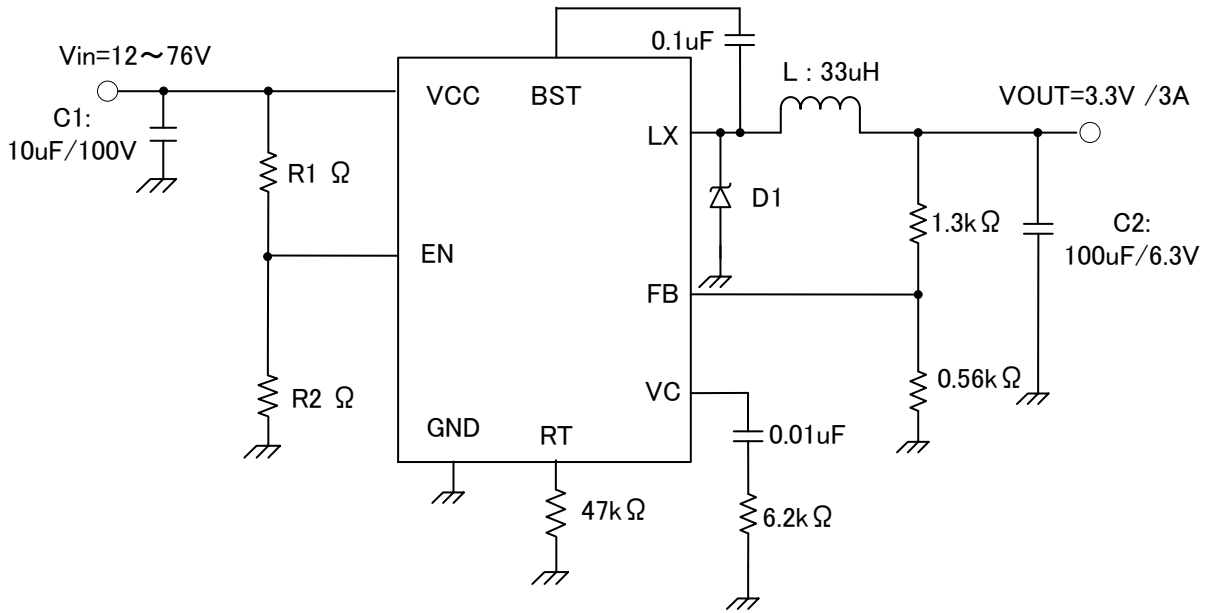 Vin=12～76V
C1:
10uF/100V
R1 Ω
R2 Ω
VCC
BST
LX
EN
FB
VC
GND
RT
0.1uF
L : 33uH
VOUT=3.3V /3A
D1
1.3kΩ
C2:
100uF/6.3V
0.56kΩ
0.01uF
6.2kΩ
47kΩ